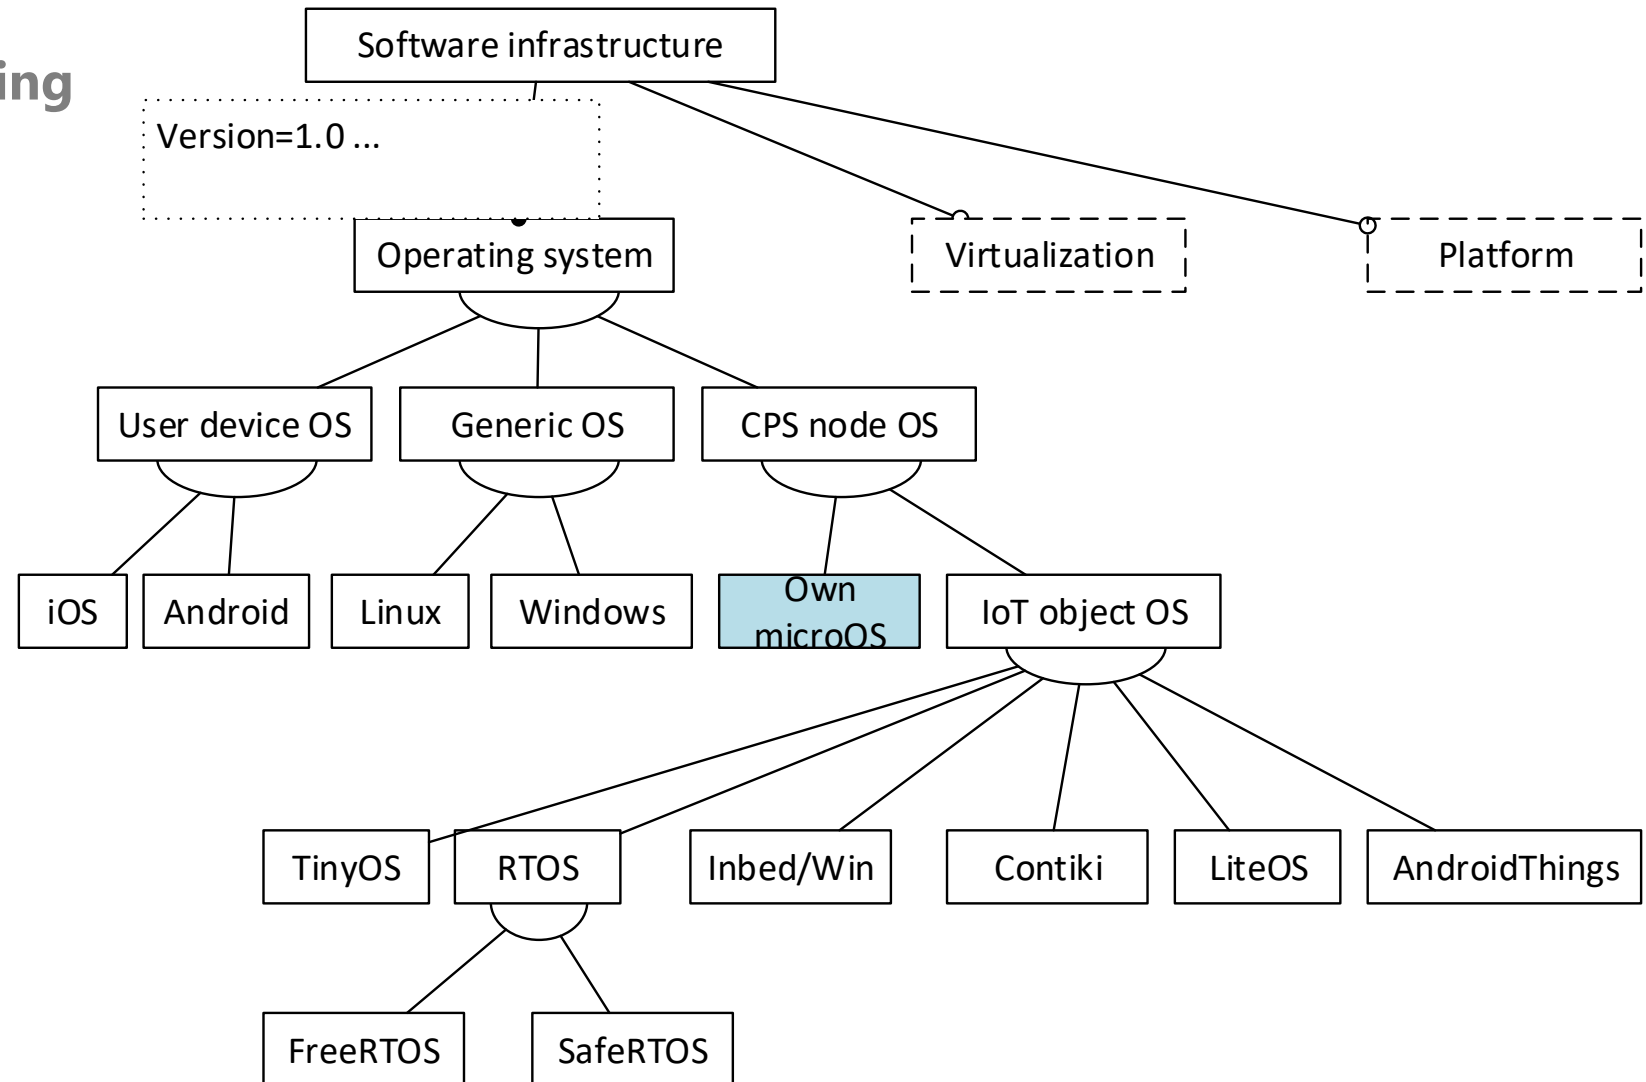 Software infrastructure
ing
Version=1.0 ...
Operating system
Virtualization
Platform
User device OS
Generic OS
CPS node OS
iOS
Android
Linux
Windows
Own
microOS
IoT object OS
TinyOS
RTOS
Inbed/Win
Contiki
LiteOS
AndroidThings
FreeRTOS
SafeRTOS